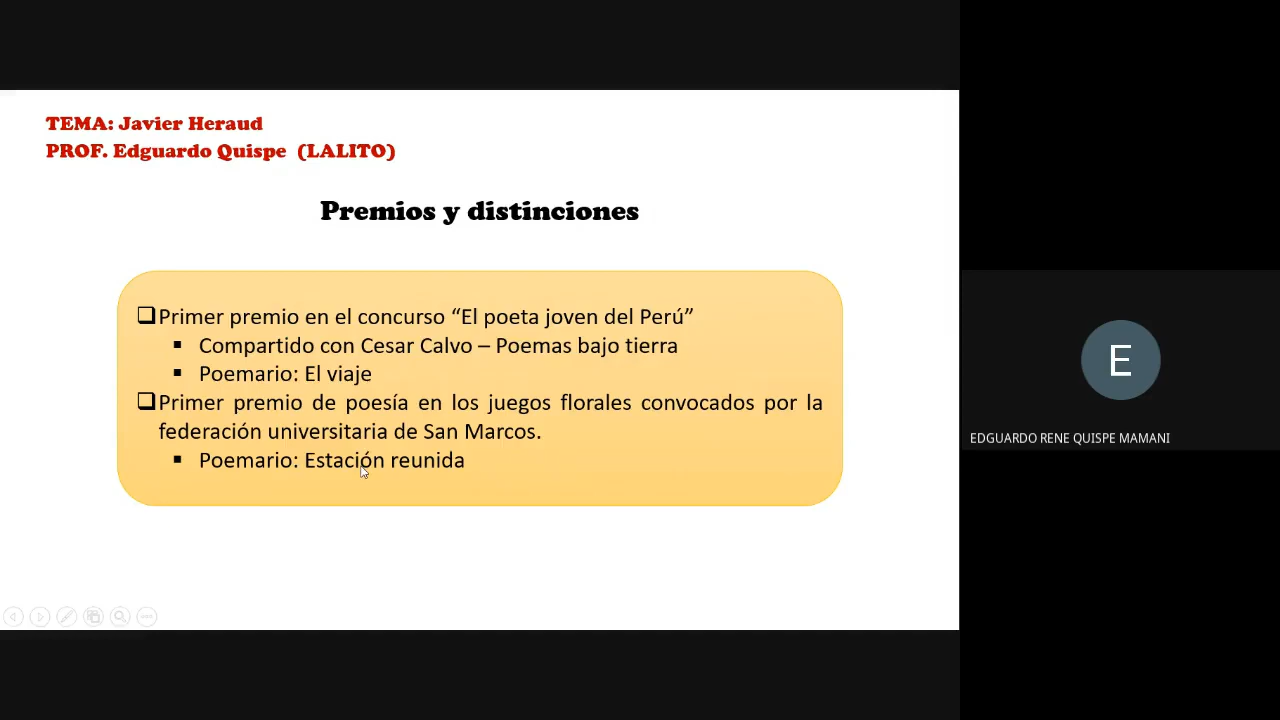 TEMA: Javier Heraud
PROF. Edguardo Quispe (LALITO)
Premios y distinciones
❑Primer premio en el concurso “El poeta joven del Perú”
▪ Compartido con Cesar Calvo – Poemas bajo tierra
▪ Poemario: El viaje
❑Primer premio de poesía en los juegos florales convocados por la
federación universitaria de San Marcos.
▪ Poemario: Estación reunida
E
EDGUARDO RENE QUISPE MAMANI